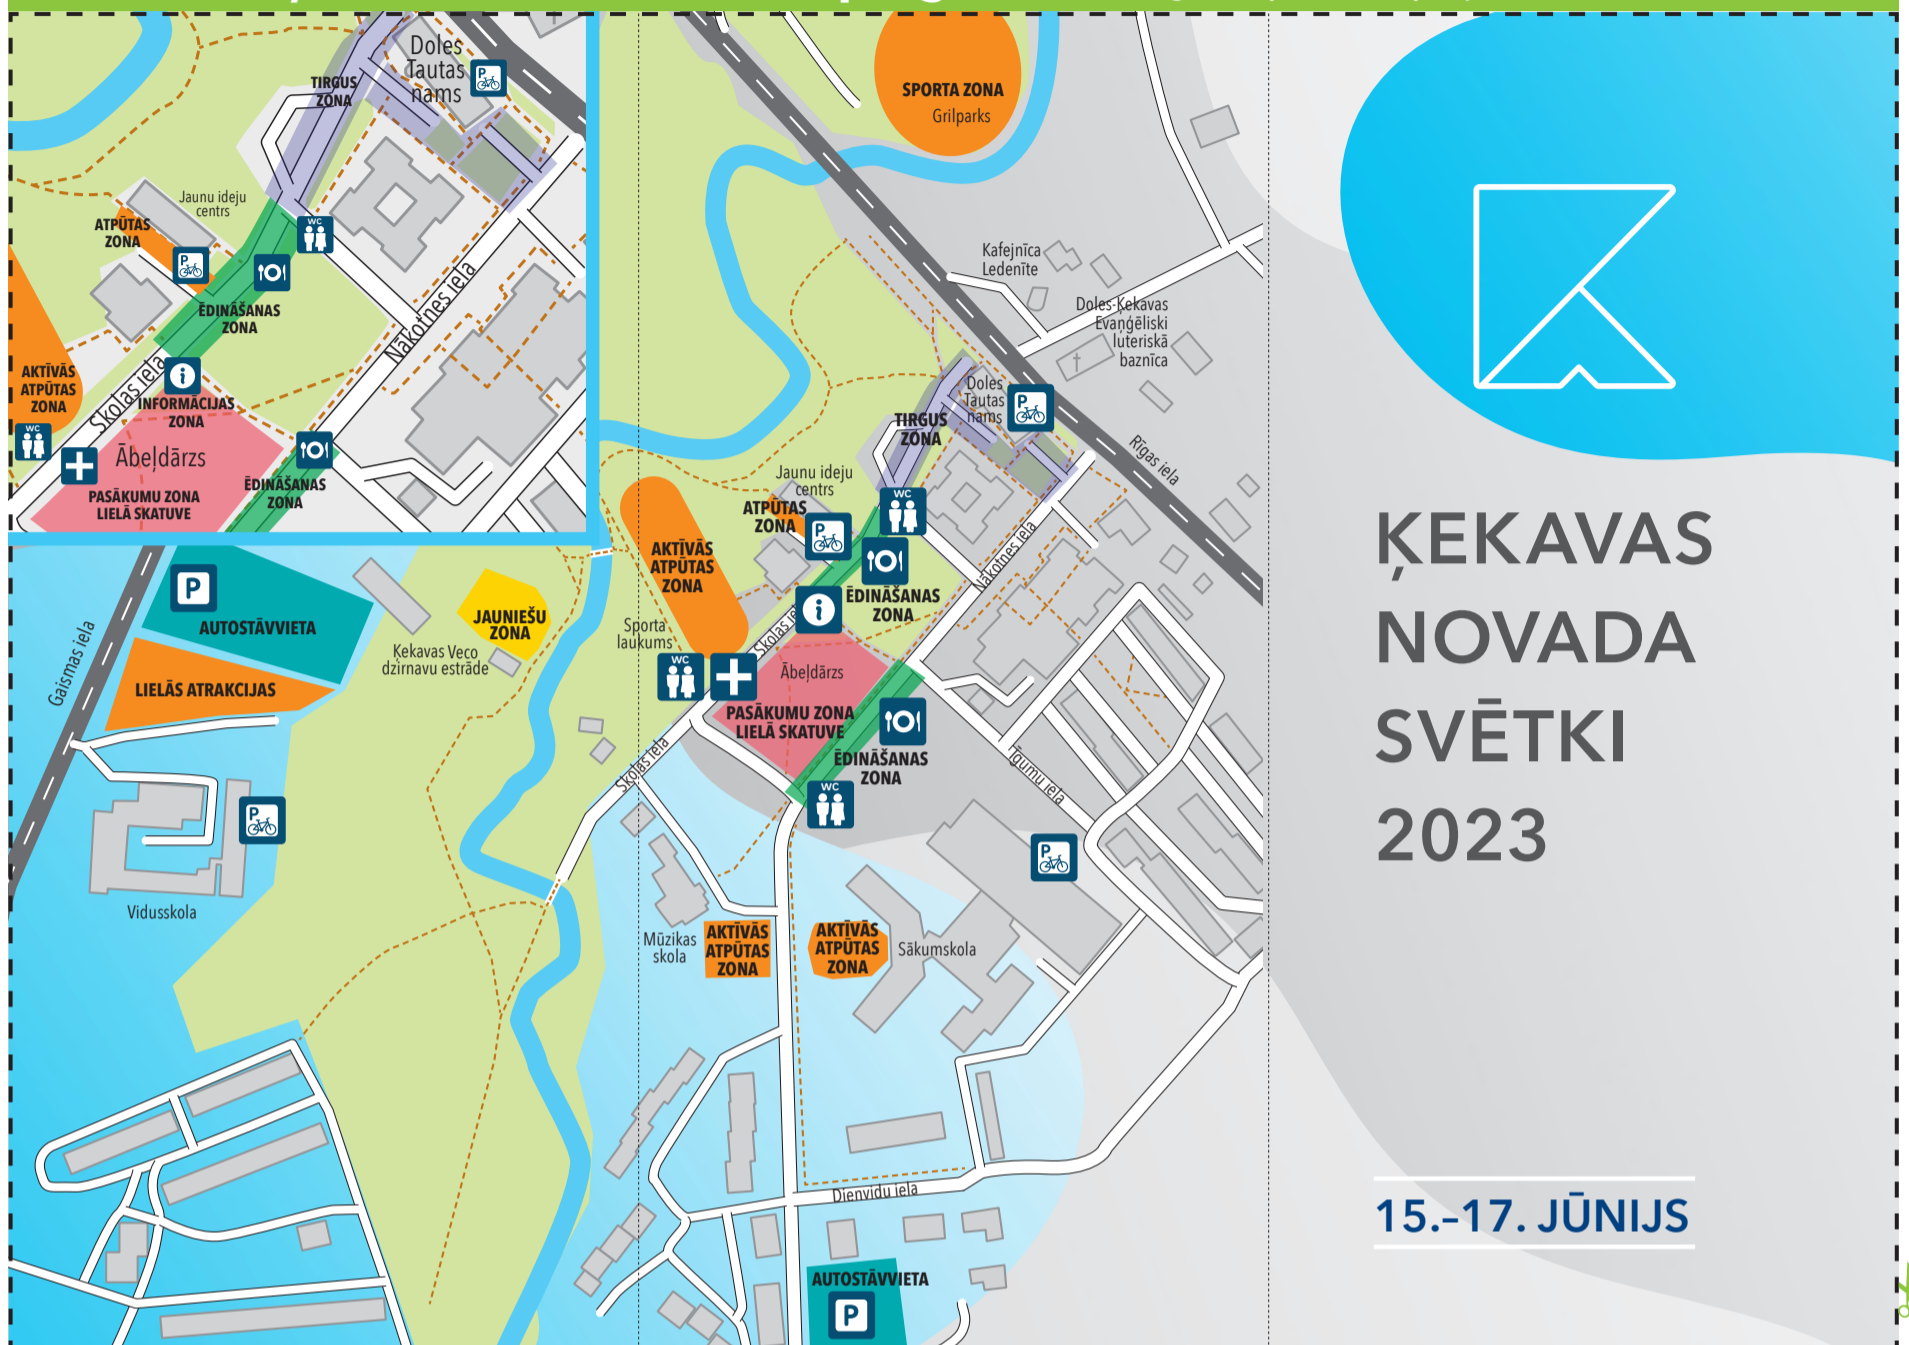 Doles
Tautas
nams
P
TIRGUS
ZONA
Jaunu ideju
centrs
ATPŪTAS
ZONA
P
WC
ĒDINĀŠANAS
ZONA
Nākotnes iela
Skolas iela
AKTĪVĀS
ATPŪTAS
ZONA
WC
i
INFORMĀCIJAS
ZONA
Ābeļdārzs
PASĀKUMU ZONA
LIELĀ SKATUVE
ĒDINĀŠANAS
ZONA
SPORTA ZONA
Grilparks
Kafejnīca
Ledenīte
Doles-Ķekavas
Evaņģēliski
luteriskā
baznīca
Doles
Tautas
nams
P
TIRGUS
ZONA
Rīgas iela
Jaunu ideju
centrs
ATPŪTAS
ZONA
P
WC
AKTĪVĀS
ATPŪTAS
ZONA
Nākotnes iela
ĒDINĀŠANAS
ZONA
i
Skolas iela
Sporta
laukums
WC
Ābeļdārzs
PASĀKUMU ZONA
LIELĀ SKATUVE
ĒDINĀŠANAS
ZONA
WC
Īgumu iela
Skolas iela
P
AUTOSTĀVVIETA
LIELĀS ATRAKCIJAS
Gaismas iela
Ķekavas Veco
dzirnavu estrāde
JAUNIEŠU
ZONA
P
Vidusskola
P
Mūzikas
skola
AKTĪVĀS
ATPŪTAS
ZONA
AKTĪVĀS
ATPŪTAS
ZONA
Sākumskola
Dienvidu iela
AUTOSTĀVVIETA
P
ĶEKAVAS
NOVADA
SVĒTKI
2023
15.–17. JŪNIJS